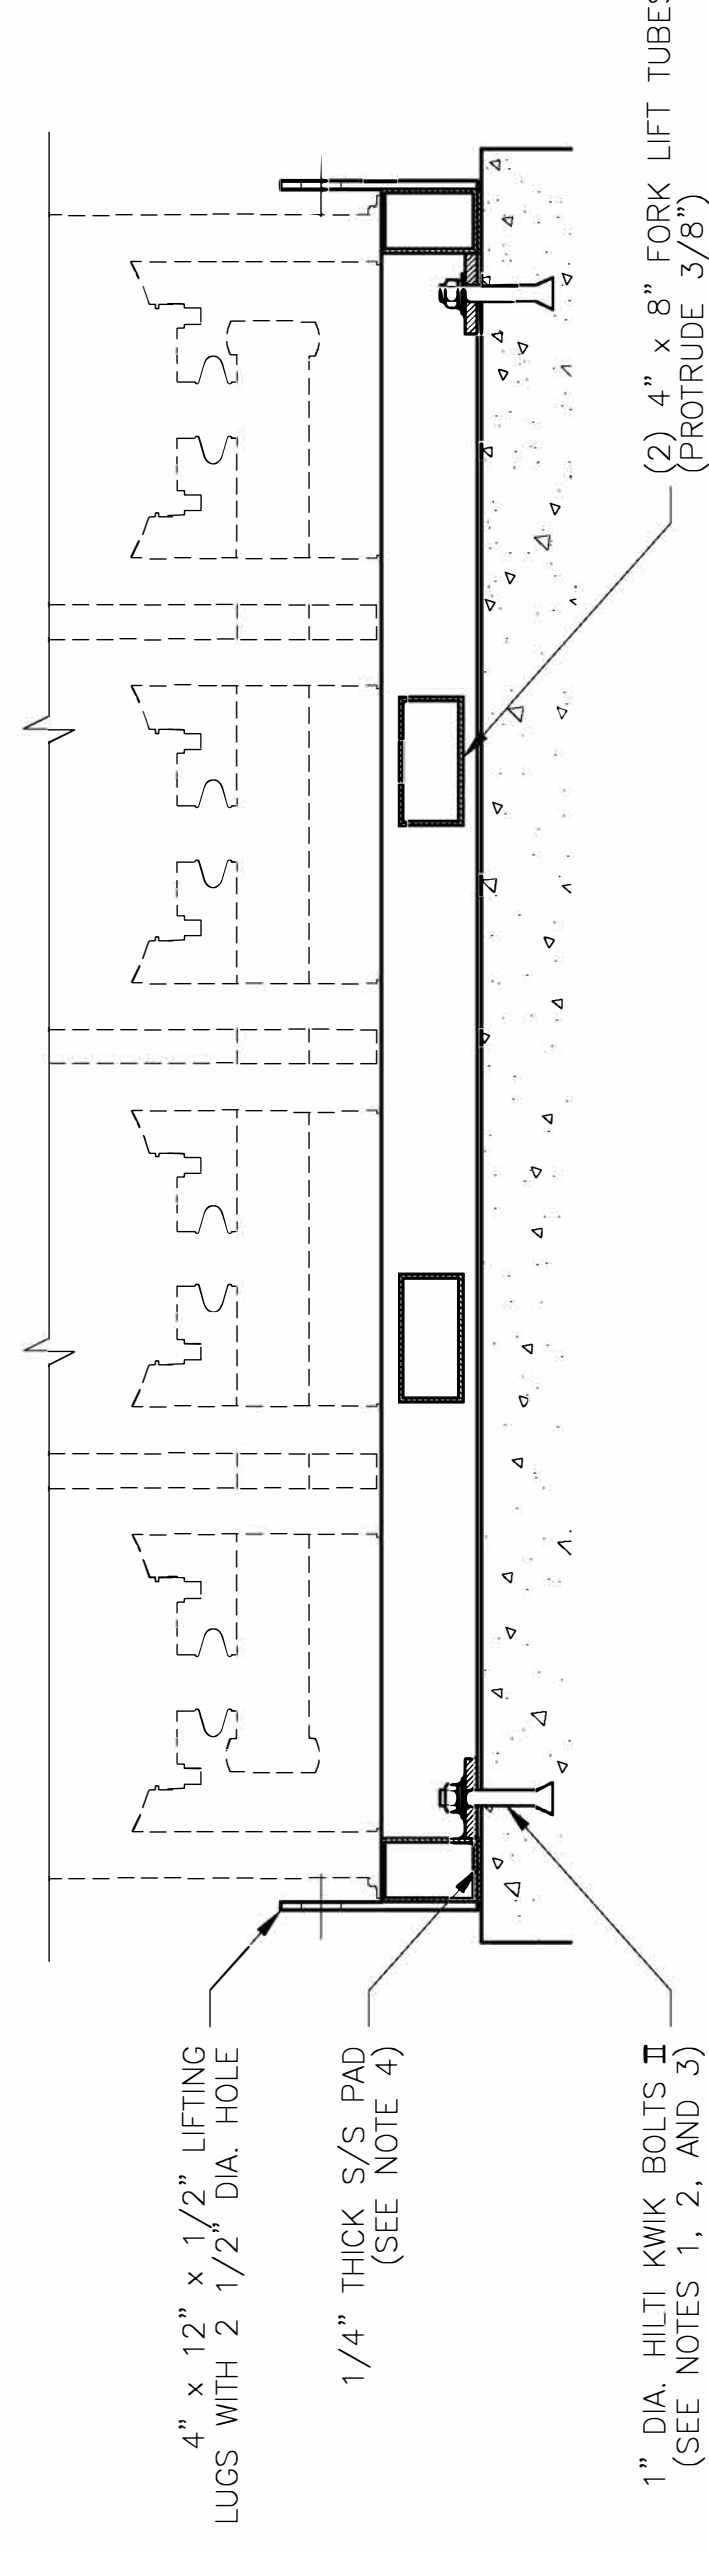 4” x 12” x 1/2” LIFTING
LUGS WITH 2 1/2” DIA. HOLE
1/4” THICK S/S PAD
(SEE NOTE 4)
1” DIA. HILTI KWIK BOLTS II
(SEE NOTES 1, 2, AND 3)
(2) 4” x 8” FORK LIFT TUBES
(PROTRUDE 3/8”)